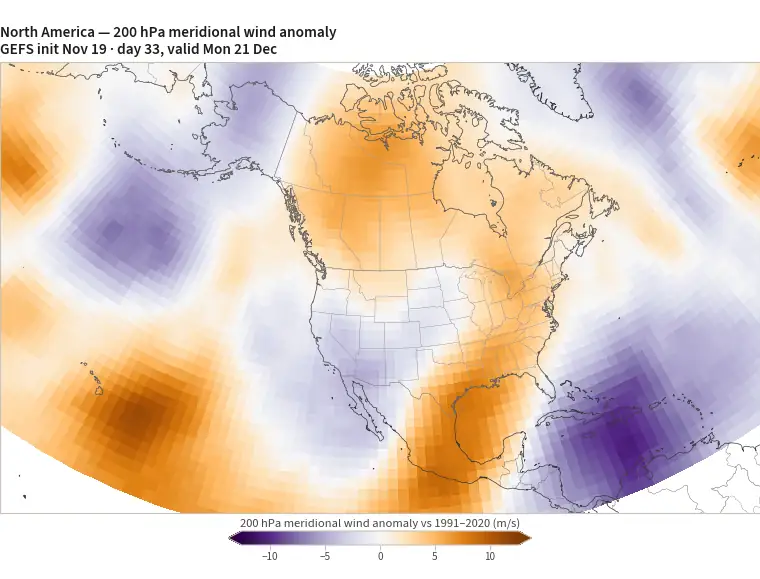 North America — 200 hPa meridional wind anomaly
GEFS init Nov 19 · day 33, valid Mon 21 Dec
200 hPa meridional wind anomaly vs 1991–2020 (m/s)
−10 −5 0 5 10